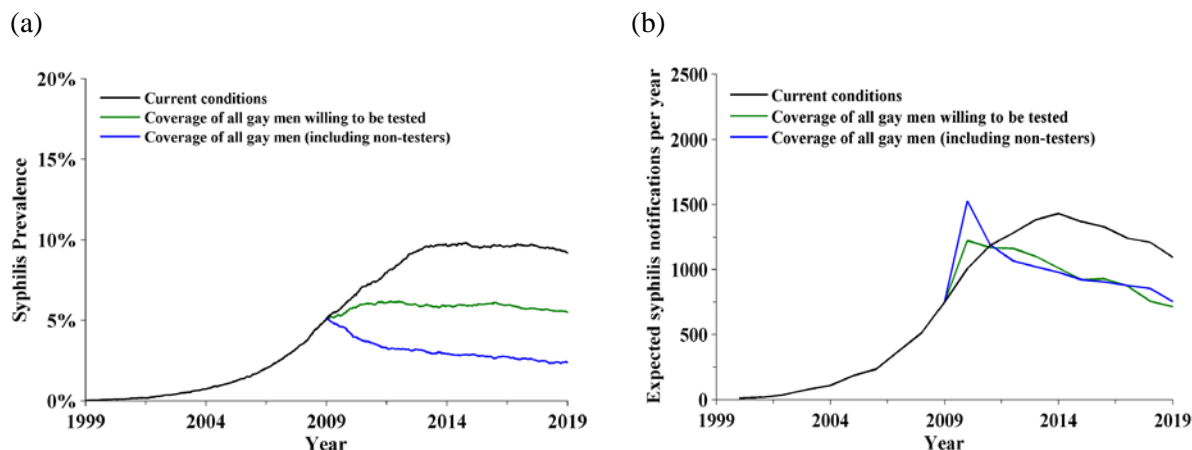 (a)
20%
15%
10%
5%
0%
Syphilis Prevalence
Current conditions
Coverage of all gay men willing to be tested
Coverage of all gay men (including non-testers)
1999
2004
2009
2014
2019
Year
(b)
2500
2000
1500
1000
500
0
Expected syphilis notifications per year
Current conditions
Coverage of all gay men willing to be tested
Coverage of all gay men (including non-testers)
1999
2004
2009
2014
2019
Year